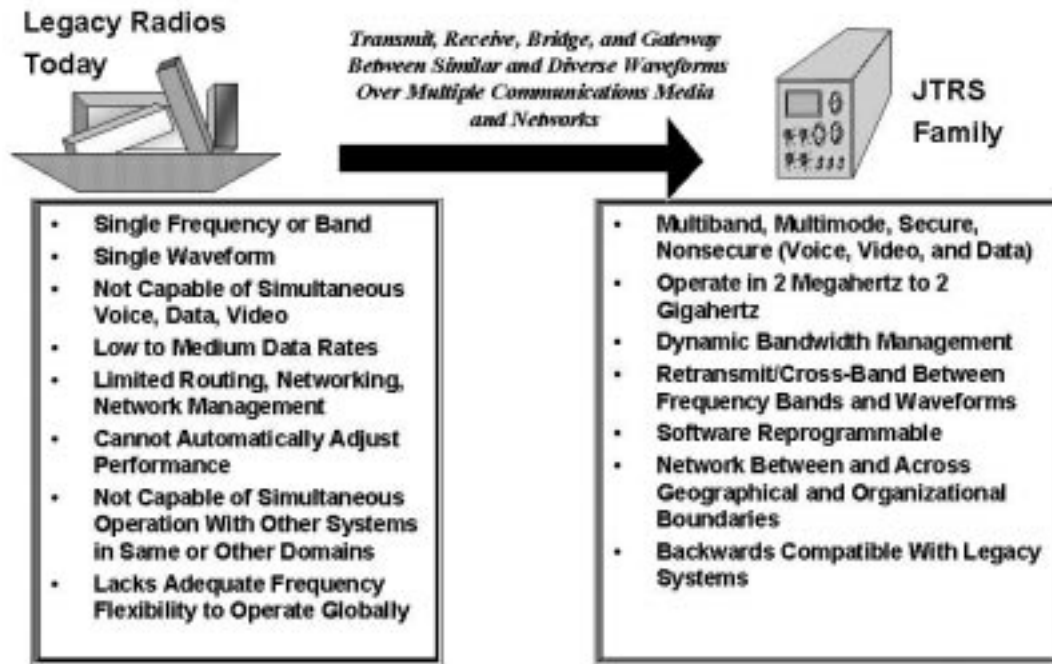 Legacy Radios
Today
Transmit, Receive, Bridge, and Gateway
Between Similar and Diverse Waveforms
Over Multiple Communications Media
and Networks
JTRS
Family
• Single Frequency or Band
• Single Waveform
• Not Capable of Simultaneous
Voice, Data, Video
• Low to Medium Data Rates
• Limited Routing, Networking,
Network Management
• Cannot Automatically Adjust
Performance
• Not Capable of Simultaneous
Operation With Other Systems
in Same or Other Domains
• Lacks Adequate Frequency
Flexibility to Operate Globally
• Multiband, Multimode, Secure,
Nonsecure (Voice, Video, and Data)
• Operate in 2 Megahertz to 2
Gigahertz
• Dynamic Bandwidth Management
• Retransmit/Cross-Band Between
Frequency Bands and Waveforms
• Software Reprogrammable
• Network Between and Across
Geographical and Organizational
Boundaries
• Backwards Compatible With Legacy
Systems